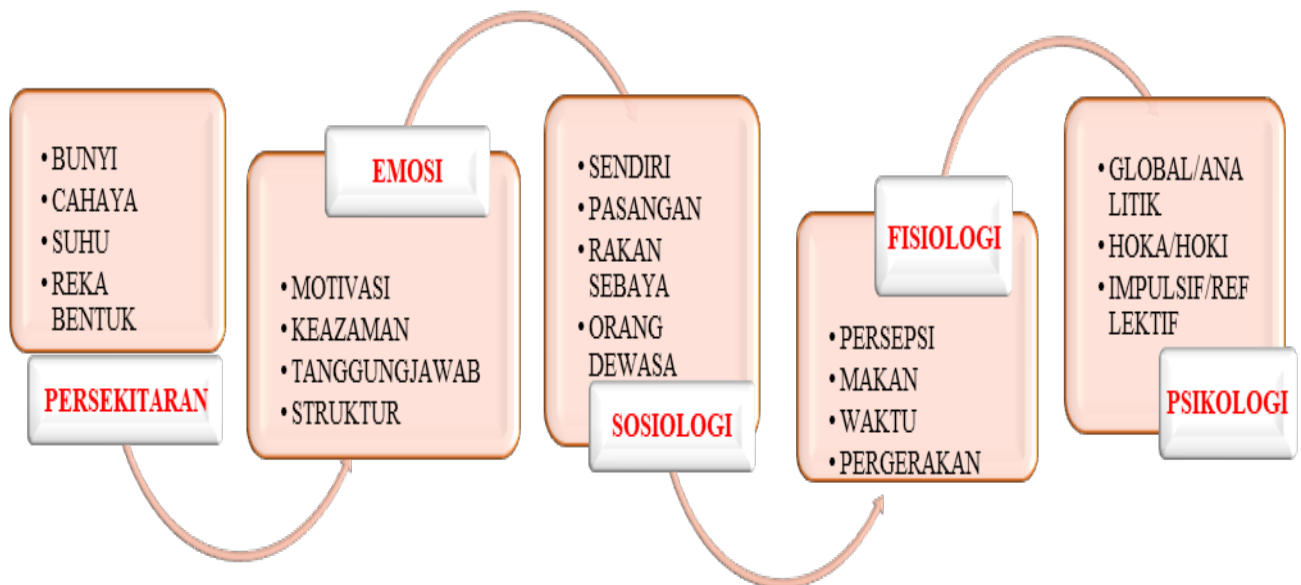 • BUNYI
• CAHAYA
• SUHU
• REKA
BENTUK
PERSEKITARAN
EMOSI
• MOTIVASI
• KEAZAMAN
• TANGGUNGJAWAB
• STRUKTUR
• SENDIRI
• PASANGAN
• RAKAN
SEBAYA
• ORANG
DEWASA
SOSIOLOGI
FISIOLOGI
• PERSEPSI
• MAKAN
• WAKTU
• PERGERAKAN
• GLOBAL/ANA
LITIK
• HOKA/HOKI
• IMPULSIF/REF
LEKTIF
PSIKOLOGI